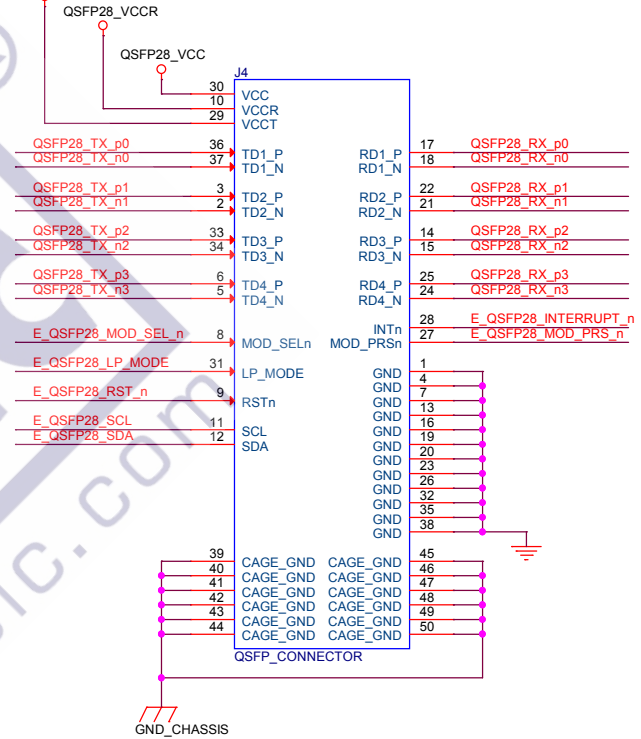 QSFP28_VCCR
QSFP28_VCC
J4
30 VCC
10 VCCR
29 VCCT
QSFP28_TX_p0 36 TD1_P RD1_P 17 QSFP28_RX_p0
QSFP28_TX_n0 37 TD1_N RD1_N 18 QSFP28_RX_n0
QSFP28_TX_p1 3 TD2_P RD2_P 22 QSFP28_RX_p1
QSFP28_TX_n1 2 TD2_N RD2_N 21 QSFP28_RX_n1
QSFP28_TX_p2 33 TD3_P RD3_P 14 QSFP28_RX_p2
QSFP28_TX_n2 34 TD3_N RD3_N 15 QSFP28_RX_n2
QSFP28_TX_p3 6 TD4_P RD4_P 25 QSFP28_RX_p3
QSFP28_TX_n3 5 TD4_N RD4_N 24 QSFP28_RX_n3
INTn 28 E_QSFP28_INTERRUPT_n
E_QSFP28_MOD_SEL_n 8 MOD_SELn MOD_PRSn 27 E_QSFP28_MOD_PRS_n
E_QSFP28_LP_MODE 31 LP_MODE GND 1
GND 4
E_QSFP28_RST_n 9 RSTn GND 7
GND 13
E_QSFP28_SCL 11 SCL GND 16
E_QSFP28_SDA 12 SDA GND 19
GND 20
GND 23
GND 26
GND 32
GND 35
GND 38
39 CAGE_GND CAGE_GND 45
40 CAGE_GND CAGE_GND 46
41 CAGE_GND CAGE_GND 47
42 CAGE_GND CAGE_GND 48
43 CAGE_GND CAGE_GND 49
44 CAGE_GND CAGE_GND 50
QSFP_CONNECTOR
GND_CHASSIS